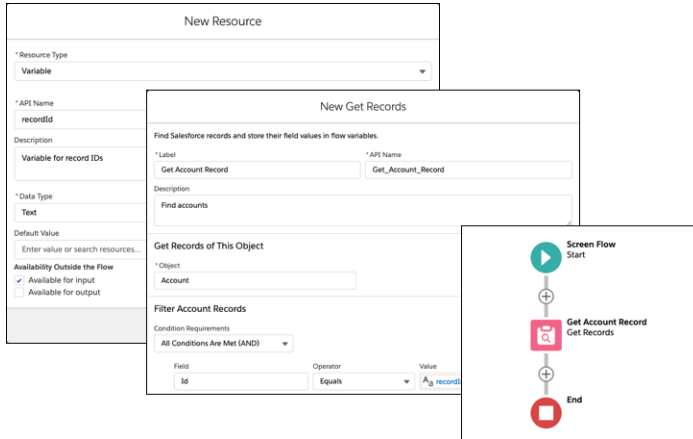 New Resource
*Resource Type
Variable
*API Name
recordId
Description
Variable for record IDs
*Data Type
Text
Default Value
Enter value or search resources...
Availability Outside the Flow
Available for input
Available for output
New Get Records
Find Salesforce records and store their field values in flow variables.
*Label
*API Name
Get Account Record
Get_Account_Record
Description
Find accounts
Get Records of This Object
*Object
Account
Filter Account Records
Condition Requirements
All Conditions Are Met (AND)
Field
Operator
Value
Id
Equals
Aa
Screen Flow
Start
Get Account Record
Get Records
End